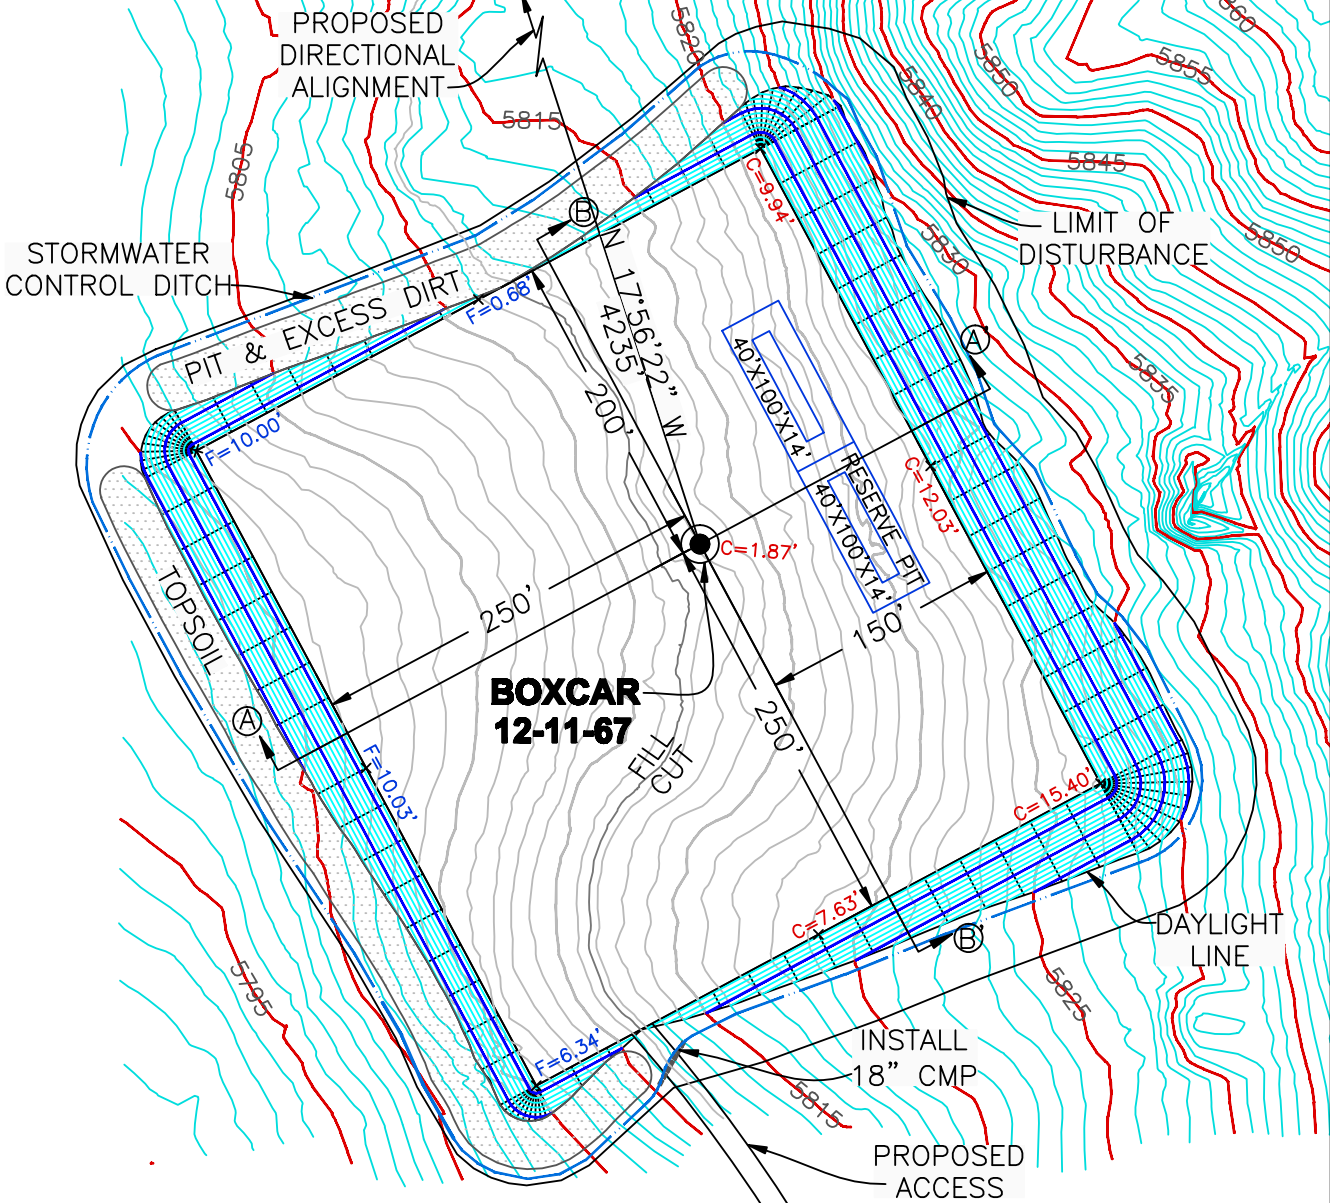 PROPOSED
DIRECTIONAL
ALIGNMENT
5820
5860
5855
5850
5840
5815
5845
5805
C=9.94'
LIMIT OF
DISTURBANCE
5850
5830
B
STORMWATER
CONTROL DITCH
PIT & EXCESS DIRT
F=0.68'
N 17°56'22" W
4235'
A'
40'X100'X14'
5835
200'
F=10.00'
RESERVE PIT
40'X100'X14'
C=12.03'
C=1.87'
TOPSOIL
250'
150'
BOXCAR
12-11-67
A
250'
FILL
CUT
F=10.03'
C=15.40'
C=7.63'
B'
DAYLIGHT
LINE
5795
5825
F=6.34'
INSTALL
18" CMP
5815
PROPOSED
ACCESS